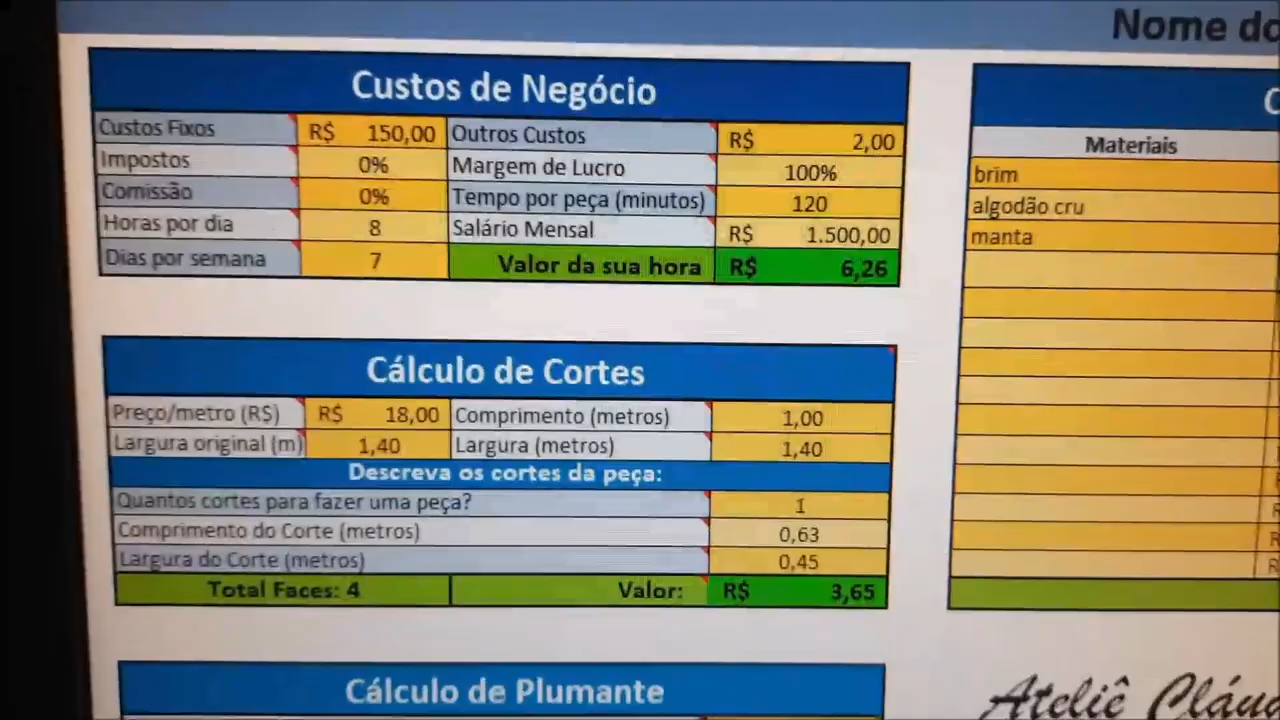 Nome do
Custos de Negócio
Custos Fixos R$ 150,00 Outros Custos R$ 2,00
Impostos 0% Margem de Lucro 100%
Comissão 0% Tempo por peça (minutos) 120
Horas por dia 8 Salário Mensal R$ 1.500,00
Dias por semana 7 Valor da sua hora R$ 6,26
Materiais
brim
algodão cru
manta
Cálculo de Cortes
Preço/metro (R$) R$ 18,00 Comprimento (metros) 1,00
Largura original (m) 1,40 Largura (metros) 1,40
Descreva os cortes da peça:
Quantos cortes para fazer uma peça? 1
Comprimento do Corte (metros) 0,63
Largura do Corte (metros) 0,45
Total Faces: 4 Valor: R$ 3,65
Cálculo de Plumante
Ateliê